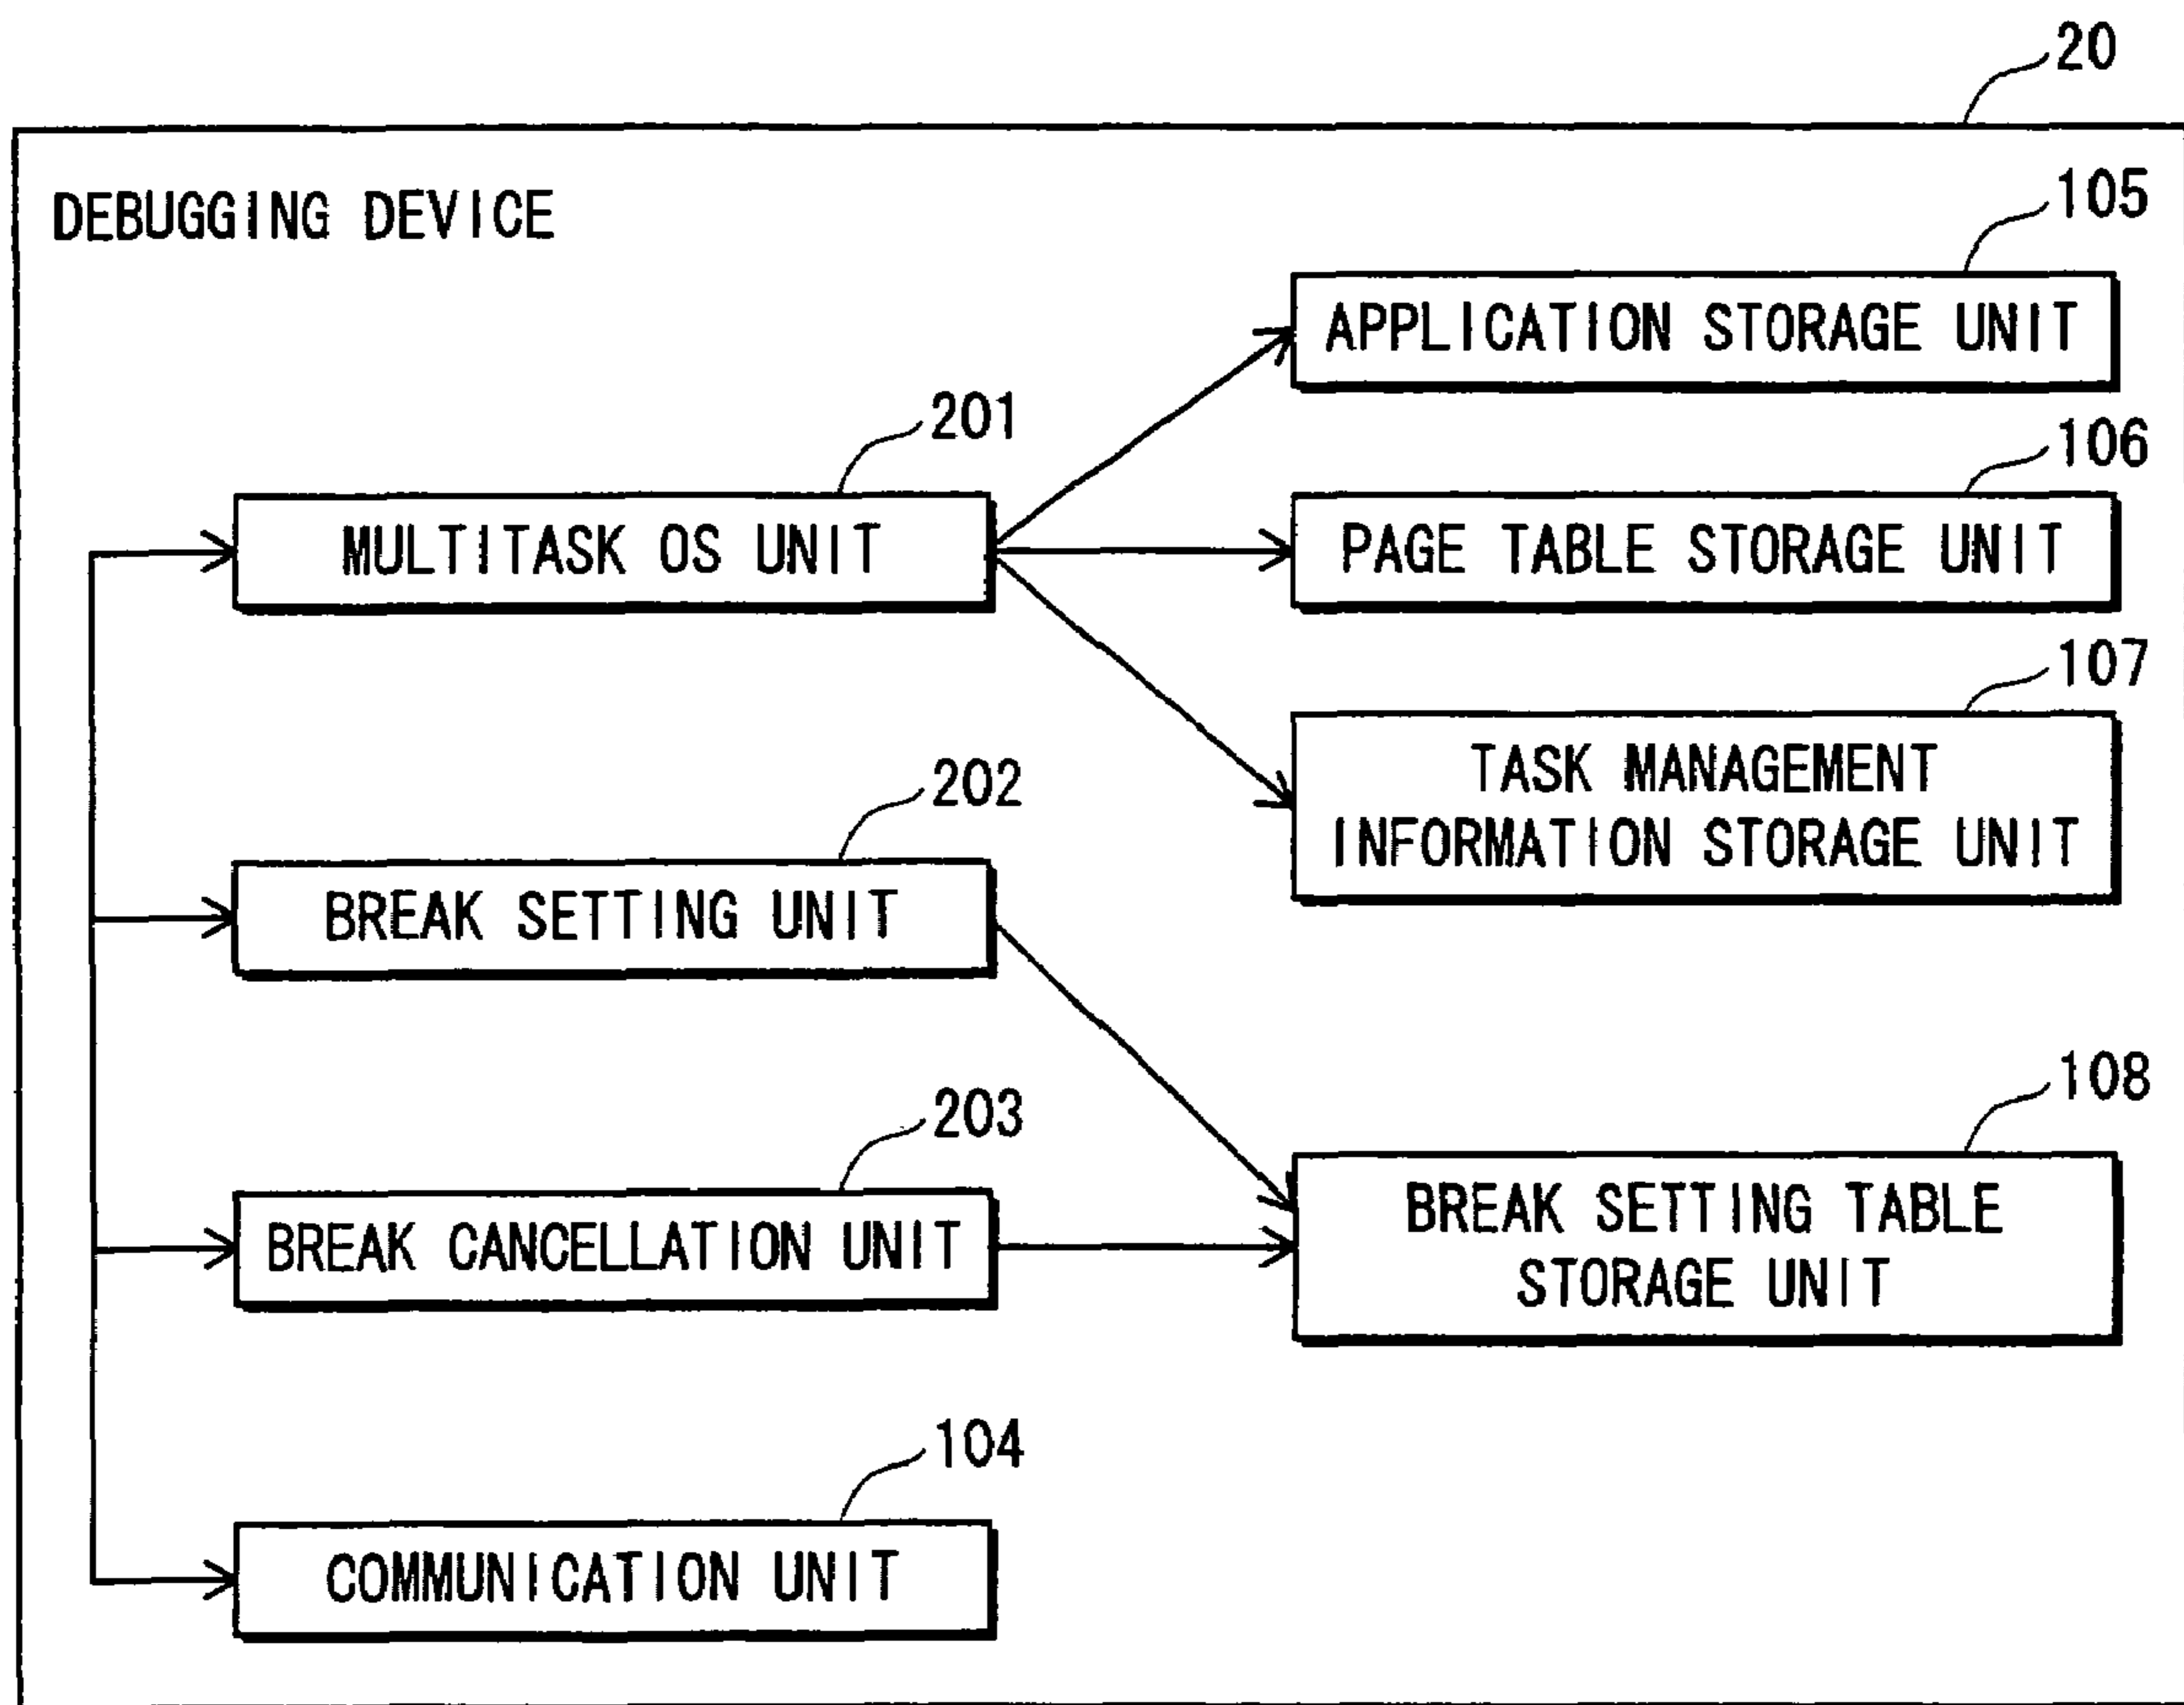 20
DEBUGGING DEVICE
105
APPLICATION STORAGE UNIT
201
106
MULTITASK OS UNIT
PAGE TABLE STORAGE UNIT
107
TASK MANAGEMENT
INFORMATION STORAGE UNIT
202
BREAK SETTING UNIT
203
108
BREAK CANCELLATION UNIT
BREAK SETTING TABLE
STORAGE UNIT
104
COMMUNICATION UNIT